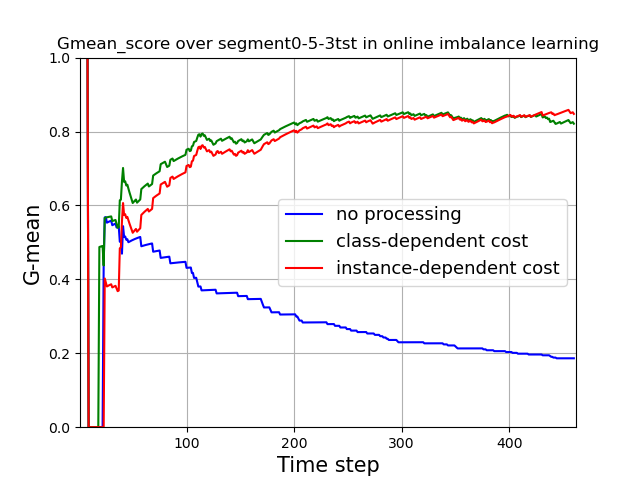 Gmean_score over segment0-5-3tst in online imbalance learning
1.0
0.8
0.6
0.4
0.2
0.0
G-mean
no processing
class-dependent cost
instance-dependent cost
100 200 300 400
Time step